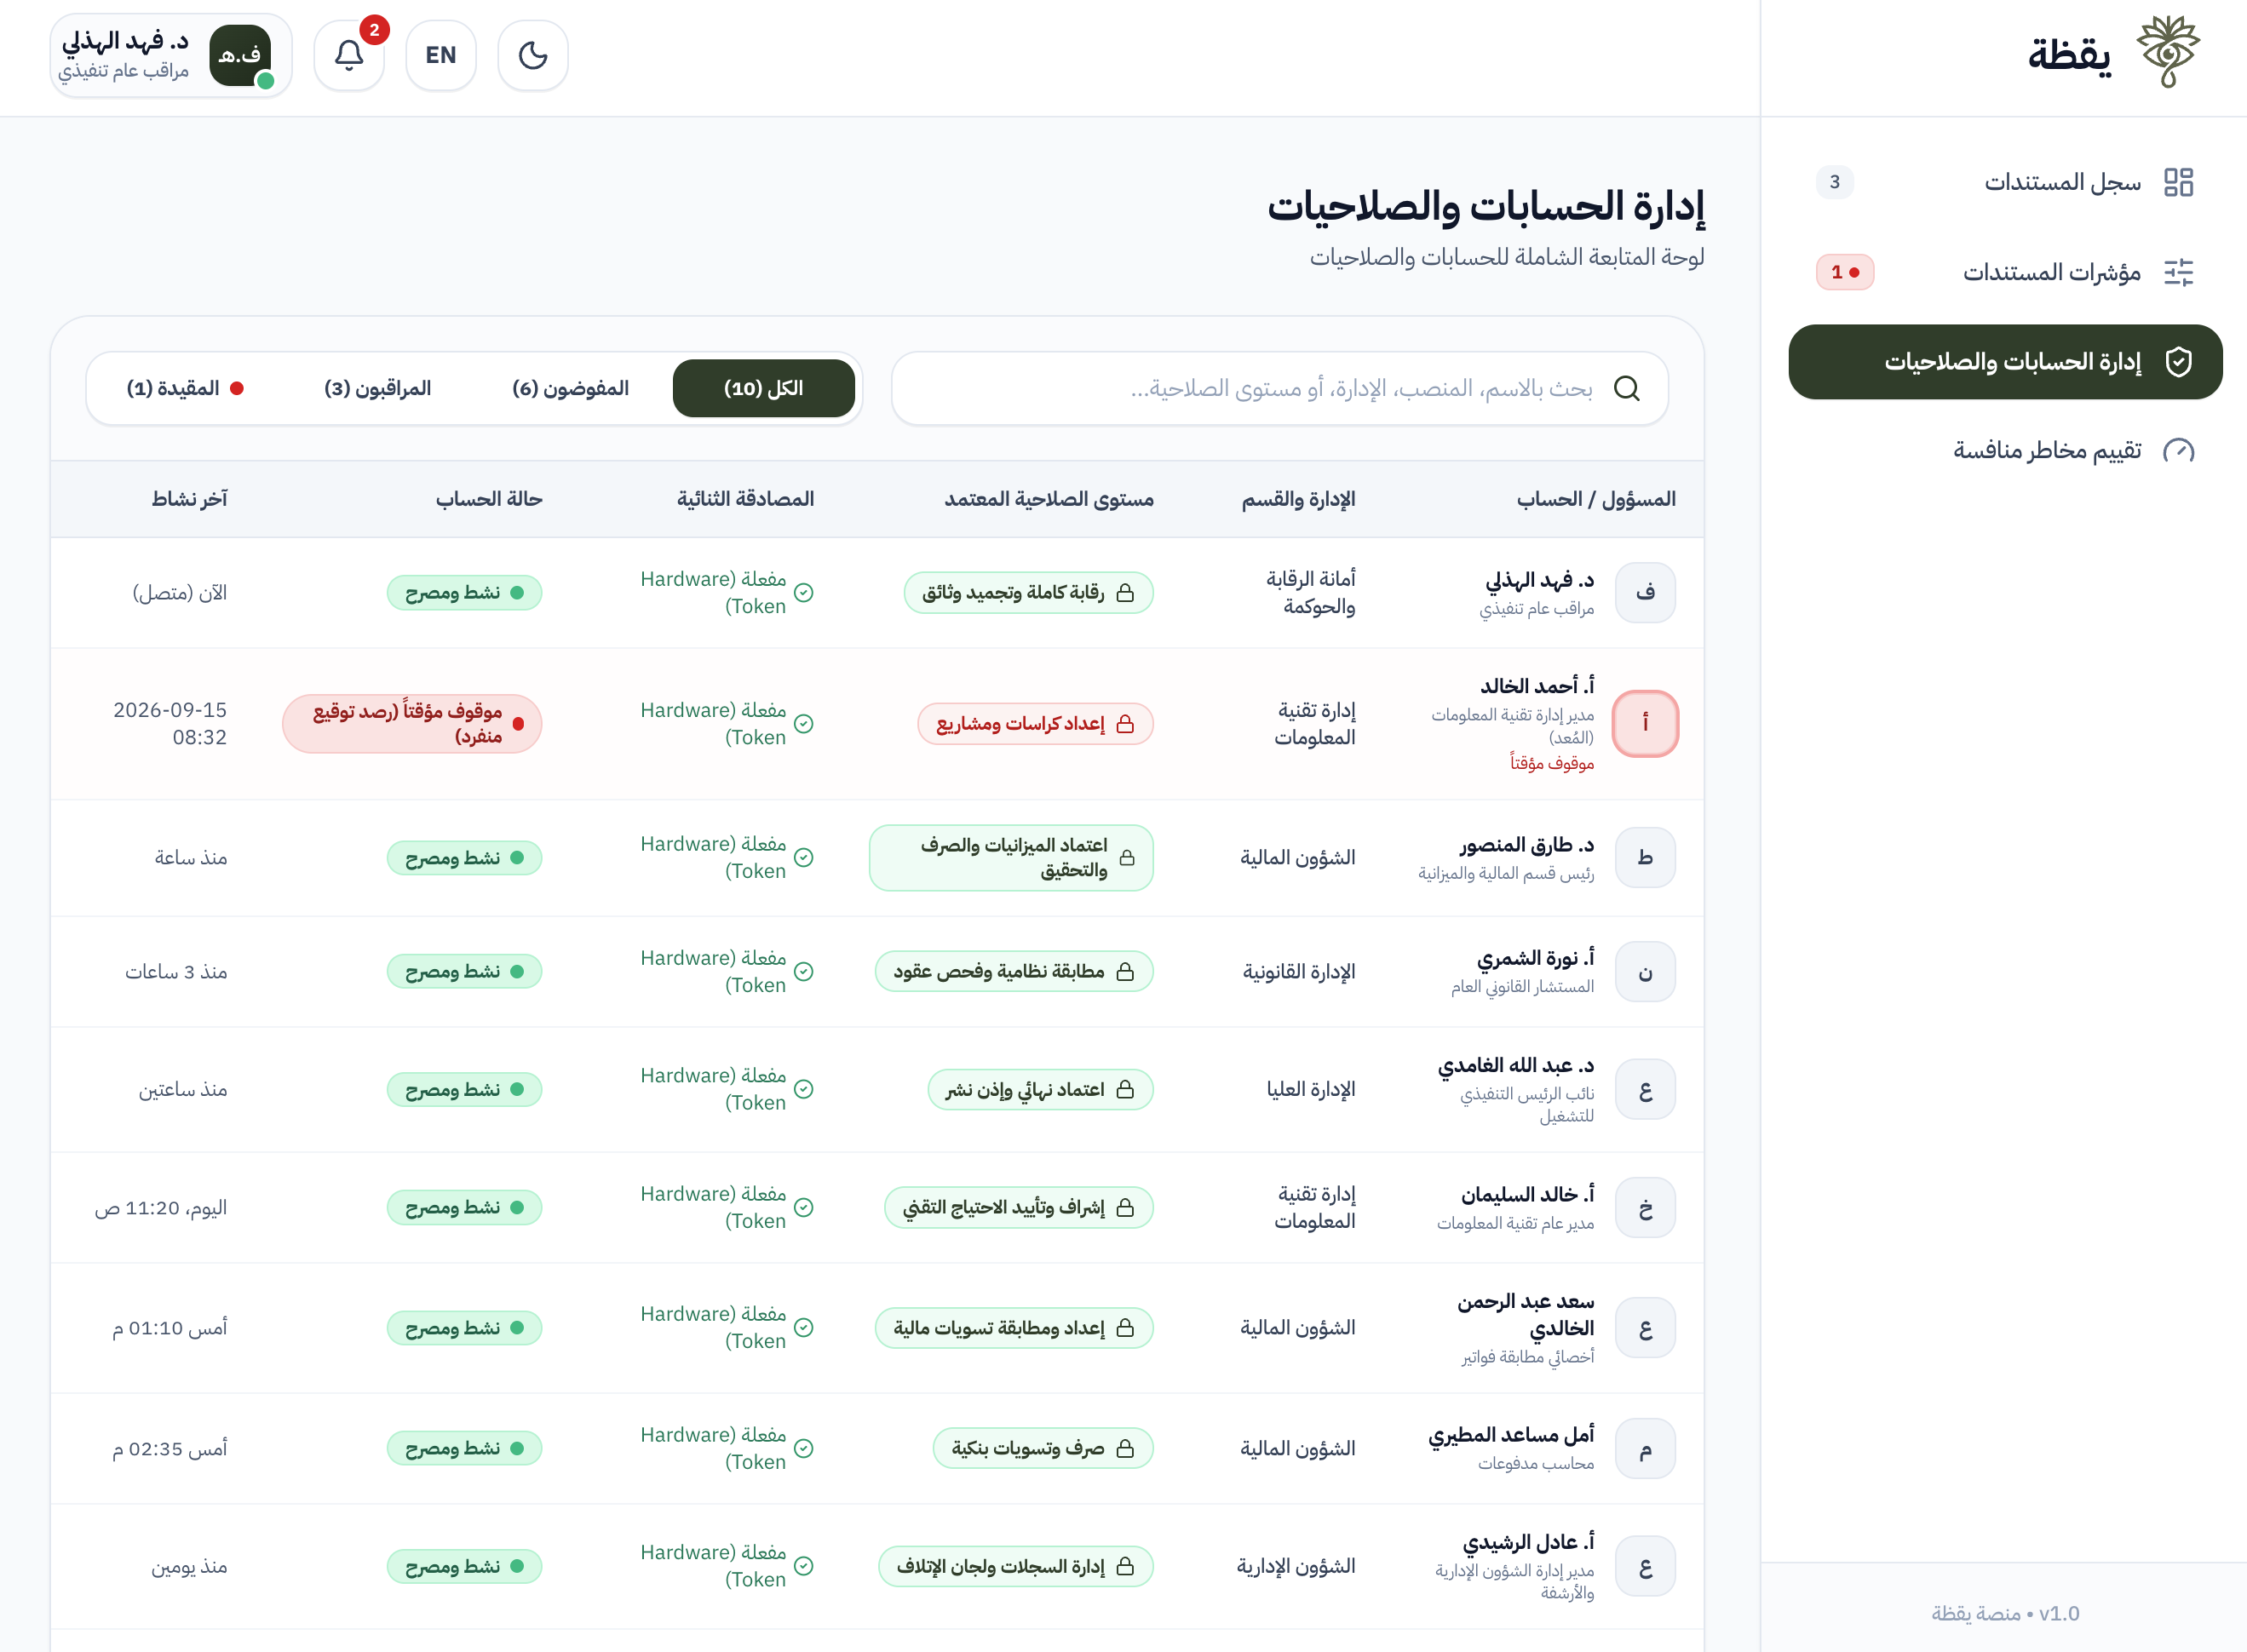 يقظة
EN
2
ف.هـ
د. فهد الهذلي
مراقب عام تنفيذي
سجل المستندات
3
مؤشرات المستندات
1
إدارة الحسابات والصلاحيات
تقييم مخاطر منافسة
إدارة الحسابات والصلاحيات
لوحة المتابعة الشاملة للحسابات والصلاحيات
بحث بالاسم، المنصب، الإدارة، أو مستوى الصلاحية...
الكل (10)
المفوضون (6)
المراقبون (3)
المقيدة (1)
المسؤول / الحساب
الإدارة والقسم
مستوى الصلاحية المعتمد
المصادقة الثنائية
حالة الحساب
آخر نشاط
ف
د. فهد الهذلي
مراقب عام تنفيذي
أمانة الرقابة
والحوكمة
رقابة كاملة وتجميد وثائق
مفعلة (Hardware
Token)
نشط ومصرح
الآن (متصل)
أ
أ. أحمد الخالد
مدير إدارة تقنية المعلومات
(المُعد)
موقوف مؤقتاً
إدارة تقنية
المعلومات
إعداد كراسات ومشاريع
مفعلة (Hardware
Token)
موقوف مؤقتاً (رصد توقيع
منفرد)
2026-09-15
08:32
ط
د. طارق المنصور
رئيس قسم المالية والميزانية
الشؤون المالية
اعتماد الميزانيات والصرف
والتحقيق
مفعلة (Hardware
Token)
نشط ومصرح
منذ ساعة
ن
أ. نورة الشمري
المستشار القانوني العام
الإدارة القانونية
مطابقة نظامية وفحص عقود
مفعلة (Hardware
Token)
نشط ومصرح
منذ 3 ساعات
ع
د. عبد الله الغامدي
نائب الرئيس التنفيذي
للتشغيل
الإدارة العليا
اعتماد نهائي وإذن نشر
مفعلة (Hardware
Token)
نشط ومصرح
منذ ساعتين
خ
أ. خالد السليمان
مدير عام تقنية المعلومات
إدارة تقنية
المعلومات
إشراف وتأييد الاحتياج التقني
مفعلة (Hardware
Token)
نشط ومصرح
اليوم، 11:20 ص
ع
سعد عبد الرحمن
الخالدي
أخصائي مطابقة فواتير
الشؤون المالية
إعداد ومطابقة تسويات مالية
مفعلة (Hardware
Token)
نشط ومصرح
أمس 01:10 م
م
أمل مساعد المطيري
محاسب مدفوعات
الشؤون المالية
صرف وتسويات بنكية
مفعلة (Hardware
Token)
نشط ومصرح
أمس 02:35 م
ع
أ. عادل الرشيدي
مدير إدارة الشؤون الإدارية
والأرشفة
الشؤون الإدارية
إدارة السجلات ولجان الإتلاف
مفعلة (Hardware
Token)
نشط ومصرح
منذ يومين
v1.0 • منصة يقظة